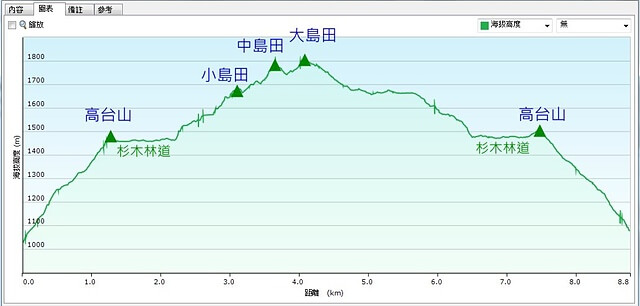 內容 圖表 備註 參考
縮放
海拔高度 無
大島田
中島田
小島田
高台山 高台山
杉木林道 杉木林道
海拔高度 (m)
1800
1700
1600
1500
1400
1300
1200
1100
1000
0.0 1.0 2.0 3.0 4.0 5.0 6.0 7.0 8.0 8.8
距離 (km)